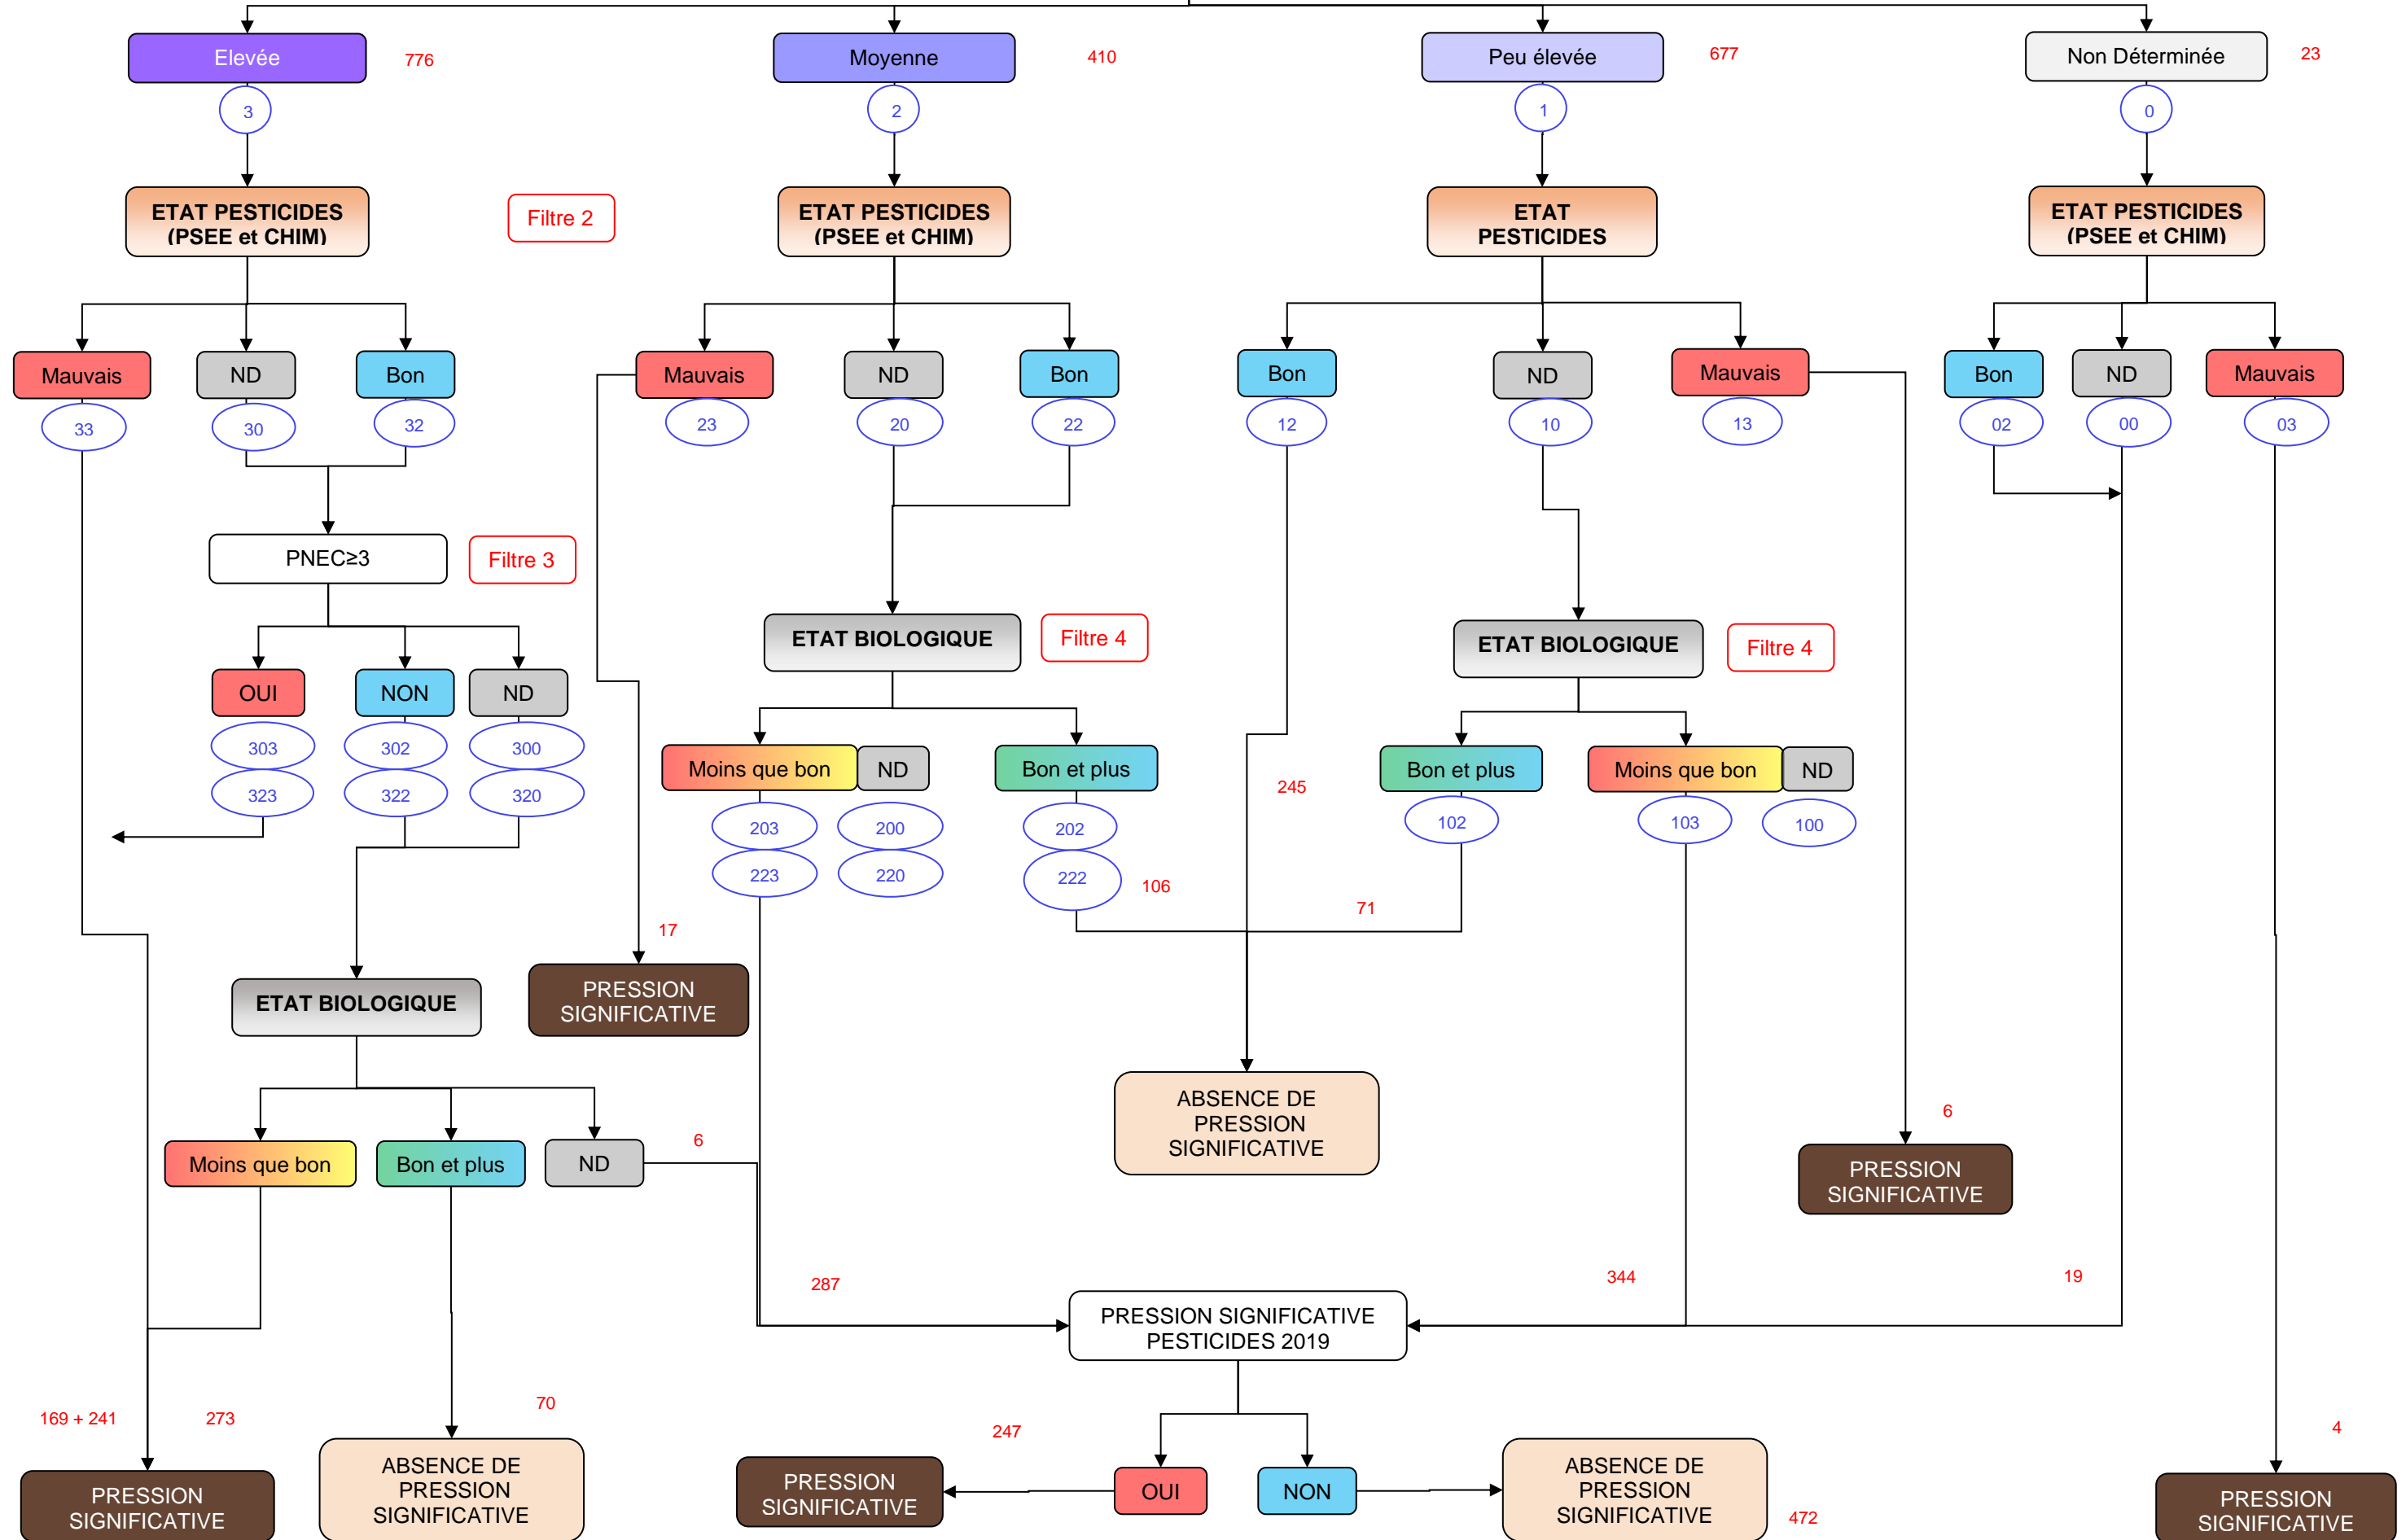 Elevée
776
Moyenne
410
Peu élevée
677
Non Déterminée
23
3
2
1
0
ETAT PESTICIDES
(PSEE et CHIM)
Filtre 2
ETAT PESTICIDES
(PSEE et CHIM)
ETAT
PESTICIDES
ETAT PESTICIDES
(PSEE et CHIM)
Mauvais
ND
Bon
Mauvais
ND
Bon
Bon
ND
Mauvais
Bon
ND
Mauvais
33
30
32
23
20
22
12
10
13
02
00
03
PNEC≥3
Filtre 3
ETAT BIOLOGIQUE
Filtre 4
ETAT BIOLOGIQUE
Filtre 4
OUI
NON
ND
303
302
300
323
322
320
Moins que bon
ND
Bon et plus
245
Bon et plus
Moins que bon
ND
203
200
202
102
103
100
223
220
222
106
71
17
ETAT BIOLOGIQUE
PRESSION
SIGNIFICATIVE
ABSENCE DE
PRESSION
SIGNIFICATIVE
6
Moins que bon
Bon et plus
ND
6
PRESSION
SIGNIFICATIVE
287
344
19
PRESSION SIGNIFICATIVE
PESTICIDES 2019
169 + 241
273
70
247
4
PRESSION
SIGNIFICATIVE
ABSENCE DE
PRESSION
SIGNIFICATIVE
PRESSION
SIGNIFICATIVE
OUI
NON
ABSENCE DE
PRESSION
SIGNIFICATIVE
472
PRESSION
SIGNIFICATIVE